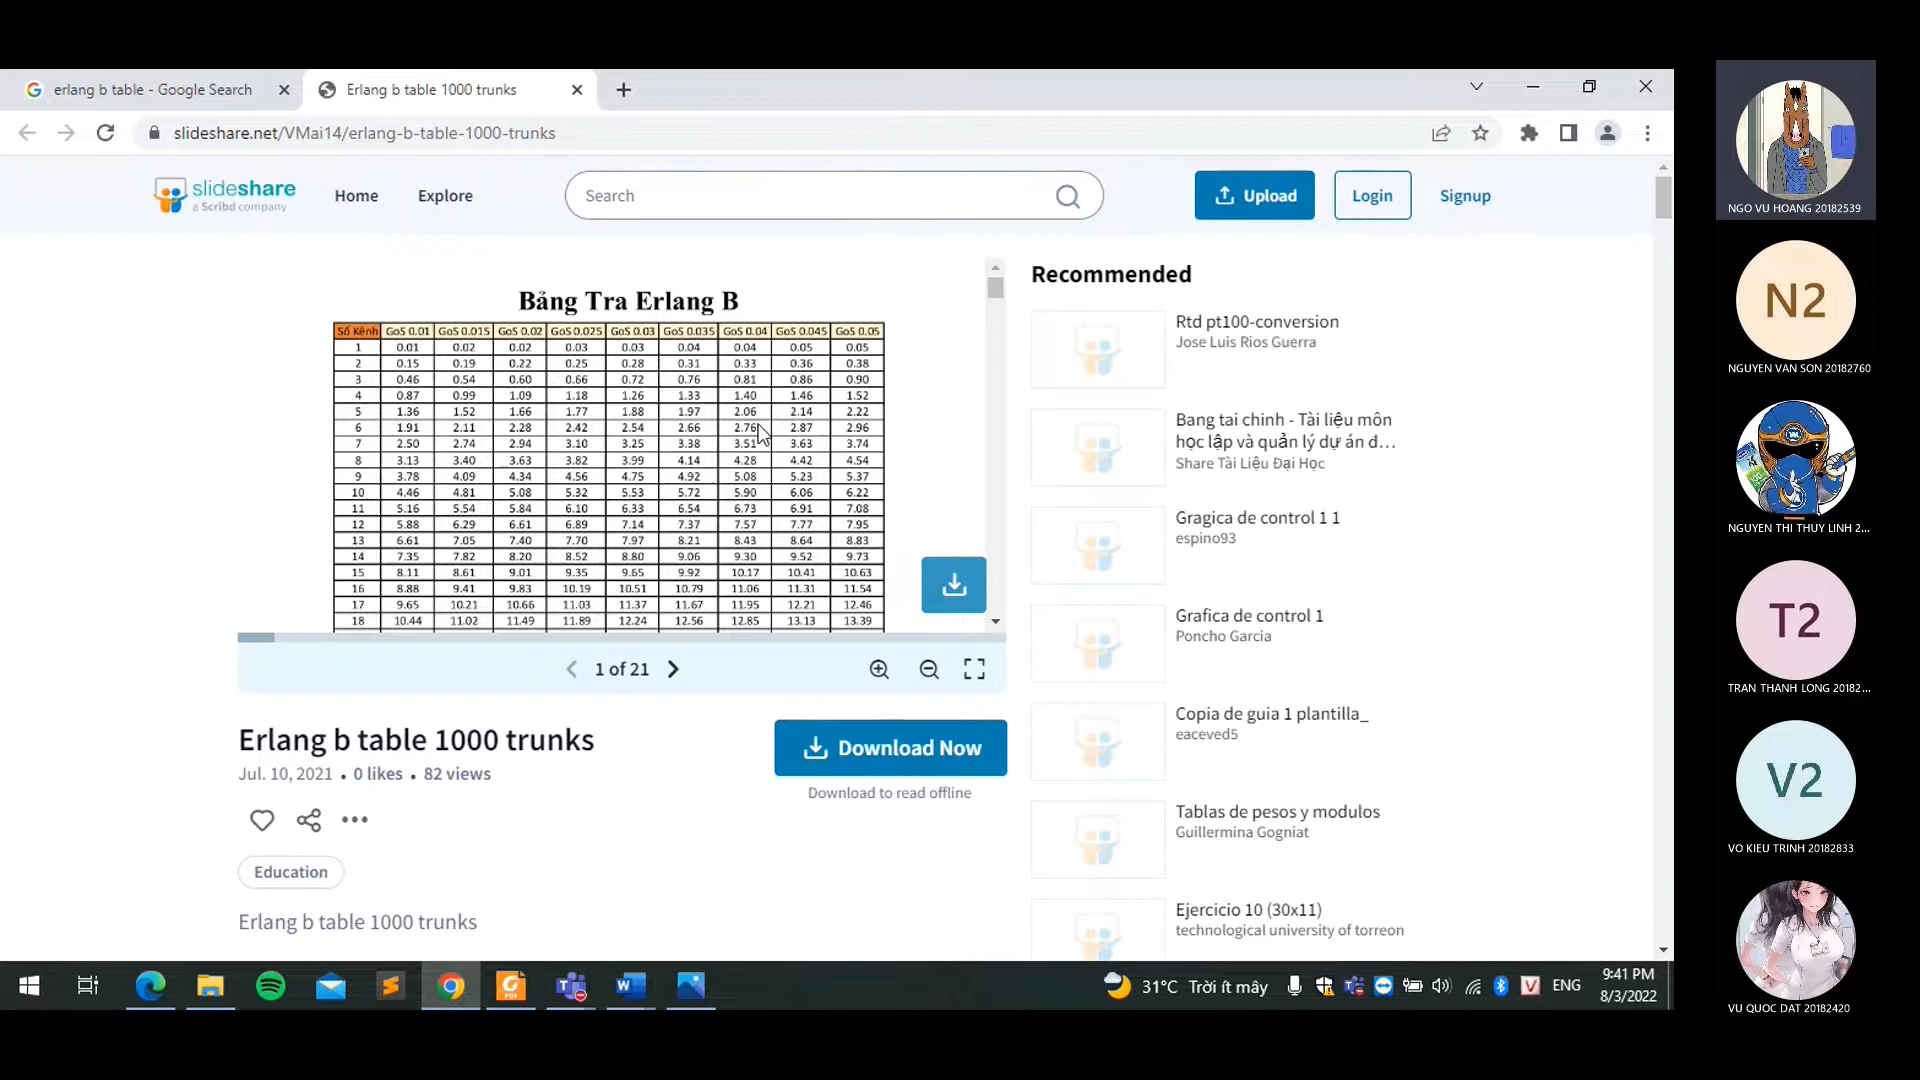 erlang b table - Google Search
Erlang b table 1000 trunks
slideshare.net/VMai14/erlang-b-table-1000-trunks
slideshare
a Scribd company
Home
Explore
Search
Upload
Login
Signup
Bảng Tra Erlang B
Số Kênh GoS 0.01 GoS 0.015 GoS 0.02 GoS 0.025 GoS 0.03 GoS 0.035 GoS 0.04 GoS 0.045 GoS 0.05
1 0.01 0.02 0.02 0.03 0.03 0.04 0.04 0.05 0.05
2 0.15 0.19 0.22 0.25 0.28 0.31 0.33 0.36 0.38
3 0.46 0.54 0.60 0.66 0.72 0.76 0.81 0.86 0.90
4 0.87 0.99 1.09 1.18 1.26 1.33 1.40 1.46 1.52
5 1.36 1.52 1.66 1.77 1.88 1.97 2.06 2.14 2.22
6 1.91 2.11 2.28 2.42 2.54 2.66 2.76 2.87 2.96
7 2.50 2.74 2.94 3.10 3.25 3.38 3.51 3.63 3.74
8 3.13 3.40 3.63 3.82 3.99 4.14 4.28 4.42 4.54
9 3.78 4.09 4.34 4.56 4.75 4.92 5.08 5.23 5.37
10 4.46 4.81 5.08 5.32 5.53 5.72 5.90 6.06 6.22
11 5.16 5.54 5.84 6.10 6.33 6.54 6.73 6.91 7.08
12 5.88 6.29 6.61 6.89 7.14 7.37 7.57 7.77 7.95
13 6.61 7.05 7.40 7.70 7.97 8.21 8.43 8.64 8.83
14 7.35 7.82 8.20 8.52 8.80 9.06 9.30 9.52 9.73
15 8.11 8.61 9.01 9.35 9.65 9.92 10.17 10.41 10.63
16 8.88 9.41 9.83 10.19 10.51 10.79 11.06 11.31 11.54
17 9.65 10.21 10.66 11.03 11.37 11.67 11.95 12.21 12.46
18 10.44 11.02 11.49 11.89 12.24 12.56 12.85 13.13 13.39
1 of 21
Erlang b table 1000 trunks
Jul. 10, 2021 • 0 likes • 82 views
Download Now
Download to read offline
Education
Erlang b table 1000 trunks
Recommended
Rtd pt100-conversion
Jose Luis Rios Guerra
Bang tai chinh - Tài liệu môn
học lập và quản lý dự án đ...
Share Tài Liệu Đại Học
Gragica de control 1 1
espino93
Grafica de control 1
Poncho Garcia
Copia de guia 1 plantilla_
eaceved5
Tablas de pesos y modulos
Guillermina Gogniat
Ejercicio 10 (30x11)
technological university of torreon
31°C Trời ít mây
ENG
9:41 PM
8/3/2022
NGO VU HOANG 20182539
N2
NGUYEN VAN SON 20182760
NGUYEN THI THUY LINH 2...
T2
TRAN THANH LONG 20182...
V2
VO KIEU TRINH 20182833
VU QUOC DAT 20182420